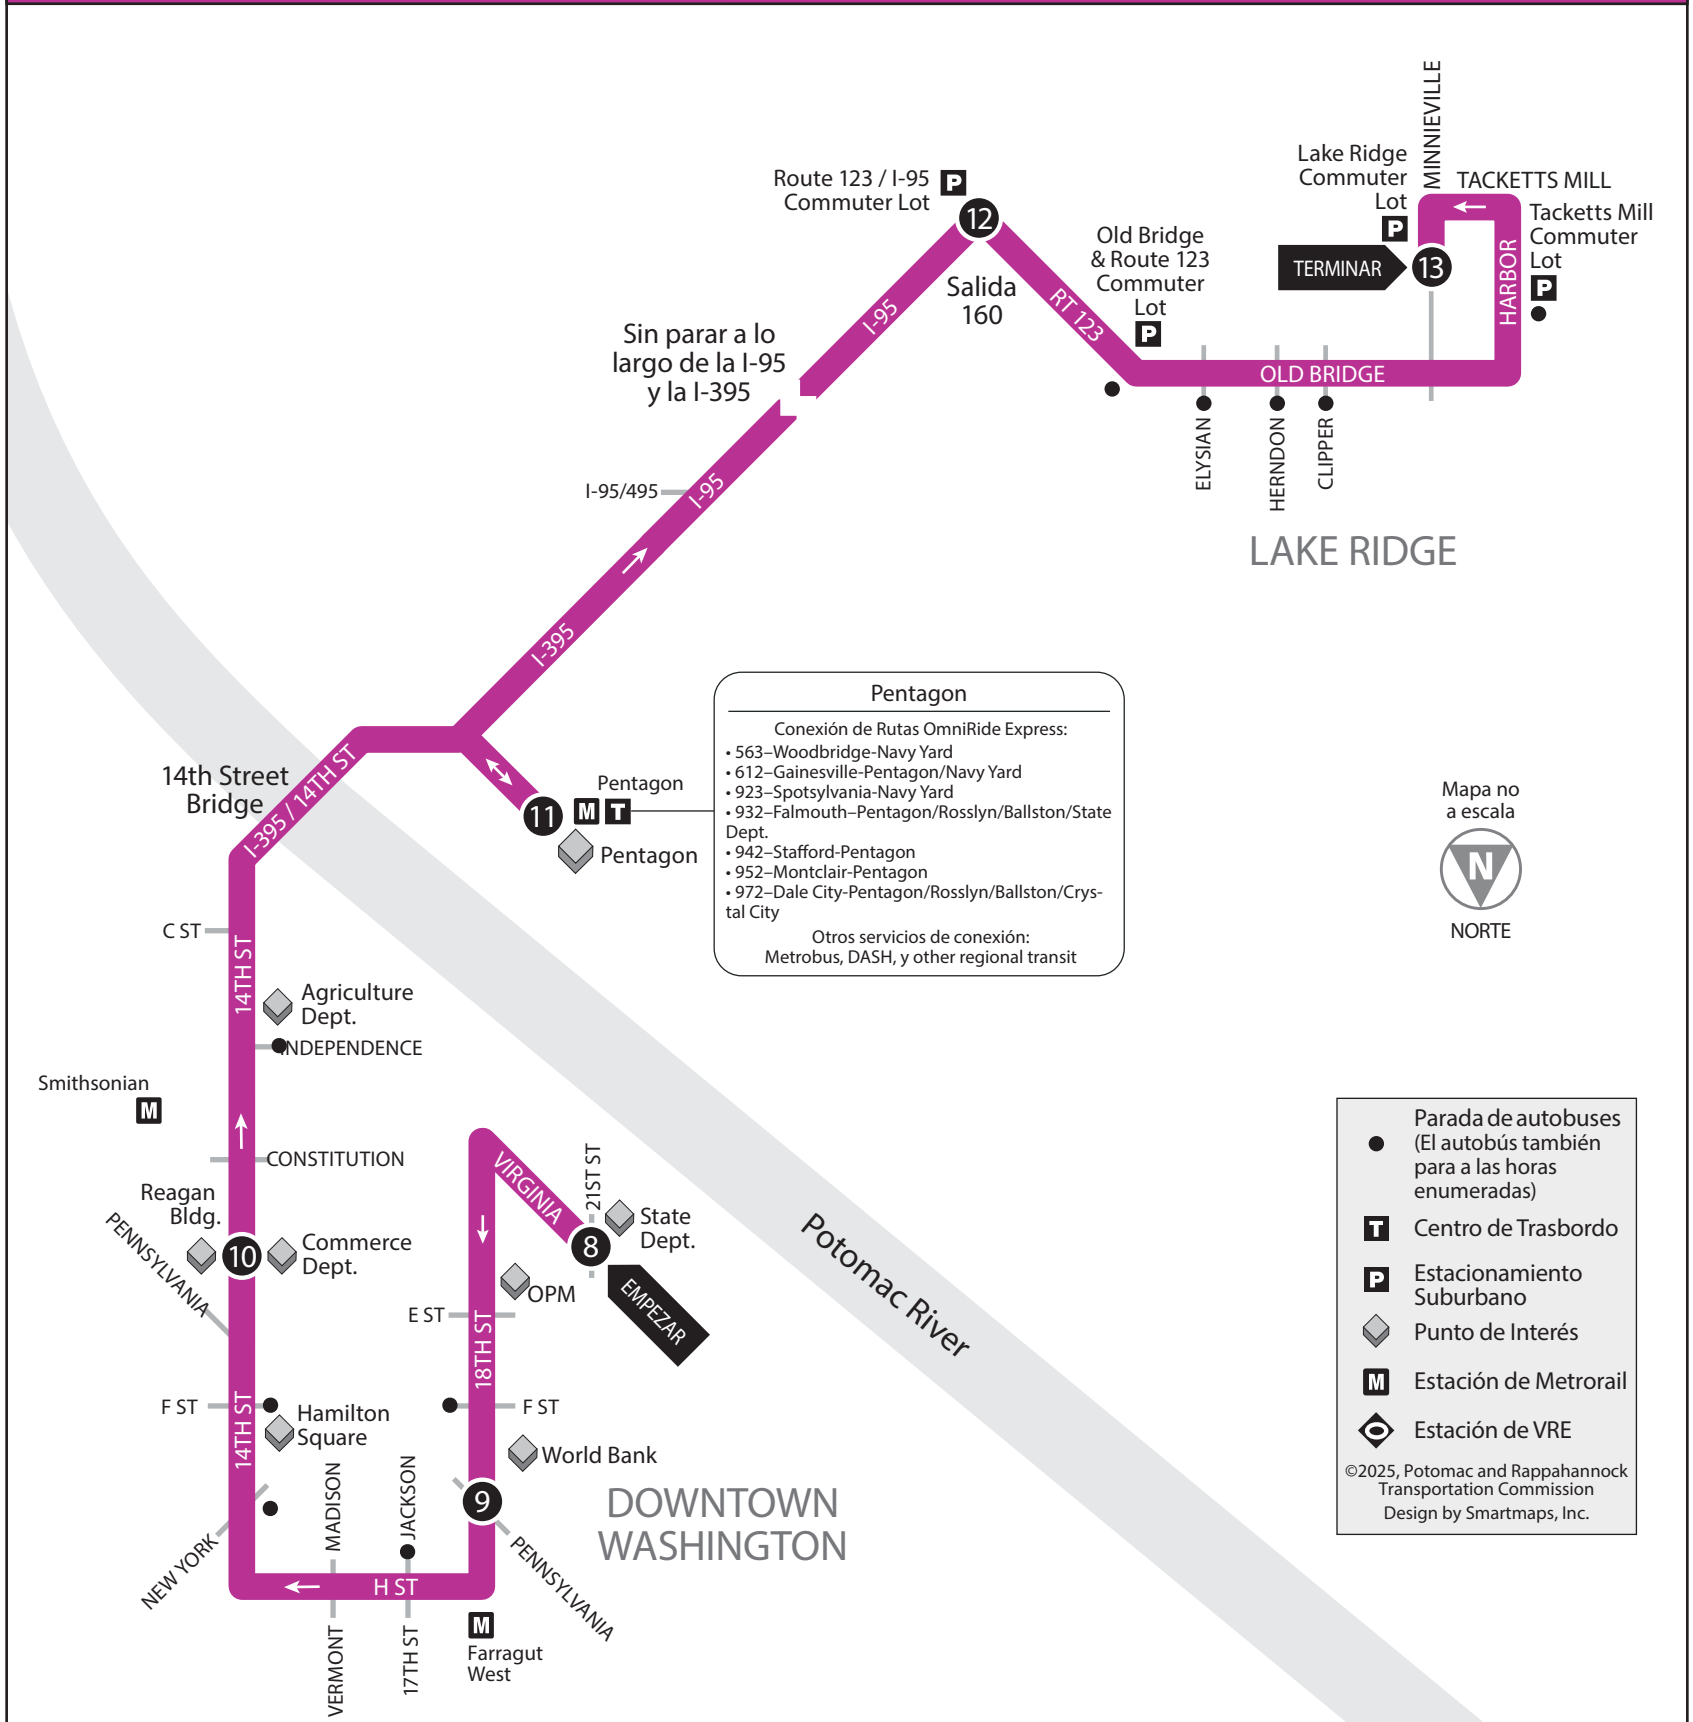 MINNIEVILLE
Lake Ridge
Commuter
Lot
P
TACKETTS MILL
Tacketts Mill
Commuter
Lot
P
HARBOR
TERMINAR
13
Route 123 / I-95
Commuter Lot
P
12
Salida
160
Old Bridge
& Route 123
Commuter
Lot
P
RT 123
OLD BRIDGE
ELYSIAN
HERNDON
CLIPPER
LAKE RIDGE
I-95
Sin parar a lo
largo de la I-95
y la I-395
I-95/495
I-95
I-395
14th Street
Bridge
I-395 / 14TH ST
11
M
T
Pentagon
Pentagon
Pentagon
Conexión de Rutas OmniRide Express:
• 563–Woodbridge-Navy Yard
• 612–Gainesville-Pentagon/Navy Yard
• 923–Spotsylvania-Navy Yard
• 932–Falmouth–Pentagon/Rosslyn/Ballston/State
Dept.
• 942–Stafford-Pentagon
• 952–Montclair-Pentagon
• 972–Dale City-Pentagon/Rosslyn/Ballston/Crys-
tal City
Otros servicios de conexión:
Metrobus, DASH, y other regional transit
Mapa no
a escala
N
NORTE
C ST
14TH ST
Agriculture
Dept.
INDEPENDENCE
Smithsonian
M
CONSTITUTION
Reagan
Bldg.
PENNSYLVANIA
10
Commerce
Dept.
F ST
14TH ST
Hamilton
Square
NEW YORK
MADISON
VERMONT
JACKSON
17TH ST
H ST
M
Farragut
West
9
PENNSYLVANIA
World Bank
F ST
E ST
18TH ST
OPM
VIRGINIA
21ST ST
8
State
Dept.
EMPEZAR
DOWNTOWN
WASHINGTON
Potomac River
Parada de autobuses
(El autobús también
para a las horas
enumeradas)
T Centro de Trasbordo
P Estacionamiento
Suburbano
Punto de Interés
M Estación de Metrorail
Estación de VRE
©2025, Potomac and Rappahannock
Transportation Commission
Design by Smartmaps, Inc.